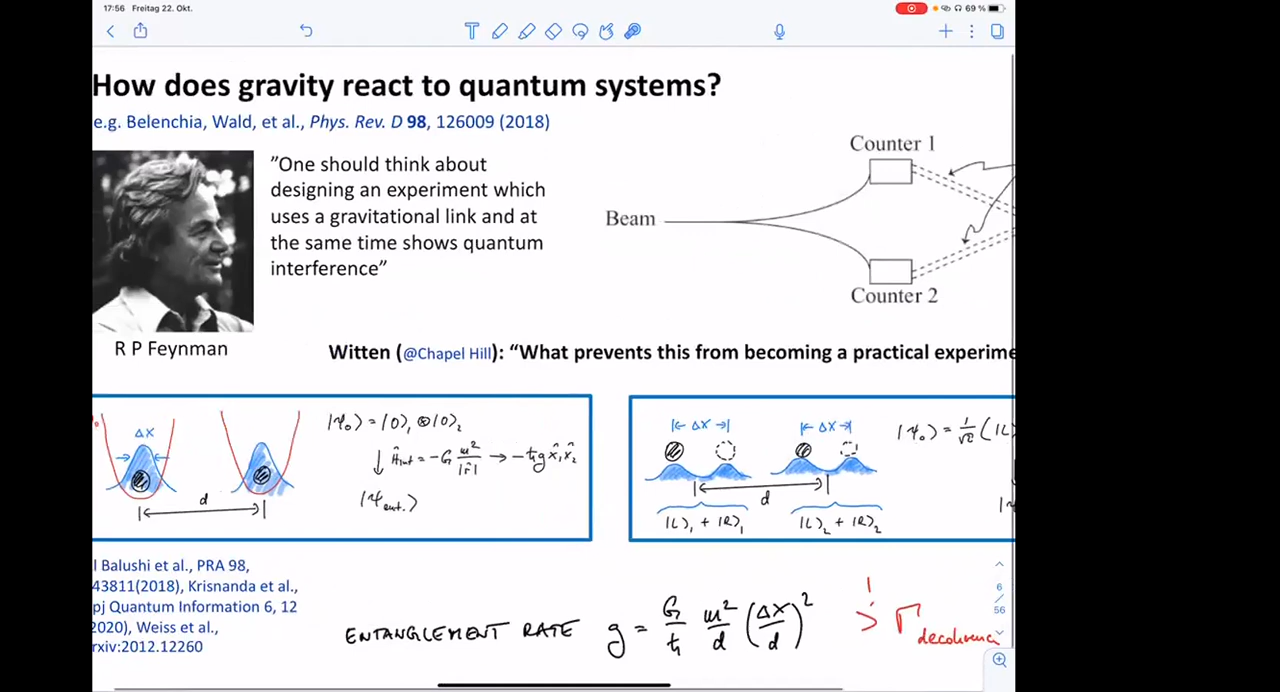 17:56 Freitag 22. Okt.
69 %
How does gravity react to quantum systems?
e.g. Belenchia, Wald, et al., Phys. Rev. D 98, 126009 (2018)
"One should think about
designing an experiment which
uses a gravitational link and at
the same time shows quantum
interference"
R P Feynman
Counter 1
Beam
Counter 2
Witten (@Chapel Hill): "What prevents this from becoming a practical experime
ΔX
d
|Ψ₀⟩ = |0⟩₁ ⊗ |0⟩₂
↓ Ĥint = -G m²/|r̂| → -ħg x̂₁x̂₂
|Ψent.⟩
|← ΔX →| |← ΔX →|
d
|L⟩₁ + |R⟩₁ |L⟩₂ + |R⟩₂
|Ψ₀⟩ = 1/√2 (|L
l Balushi et al., PRA 98,
43811(2018), Krisnanda et al.,
pj Quantum Information 6, 12
2020), Weiss et al.,
rxiv:2012.12260
ENTANGLEMENT RATE g = G/ħ m²/d (ΔX/d)² > Γ decoherence
6
/
56